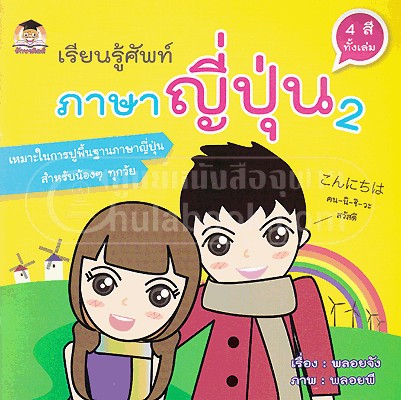 4 สี
ทั้งเล่ม
เรียนรู้ศัพท์
ภาษาญี่ปุ่น 2
เหมาะในการปูพื้นฐานภาษาญี่ปุ่น
สำหรับน้องๆ ทุกวัย
こんにちは
คน-นิ-จิ-วะ
สวัสดี
เรื่อง : พลอยจัง
ภาพ : พลอยพี